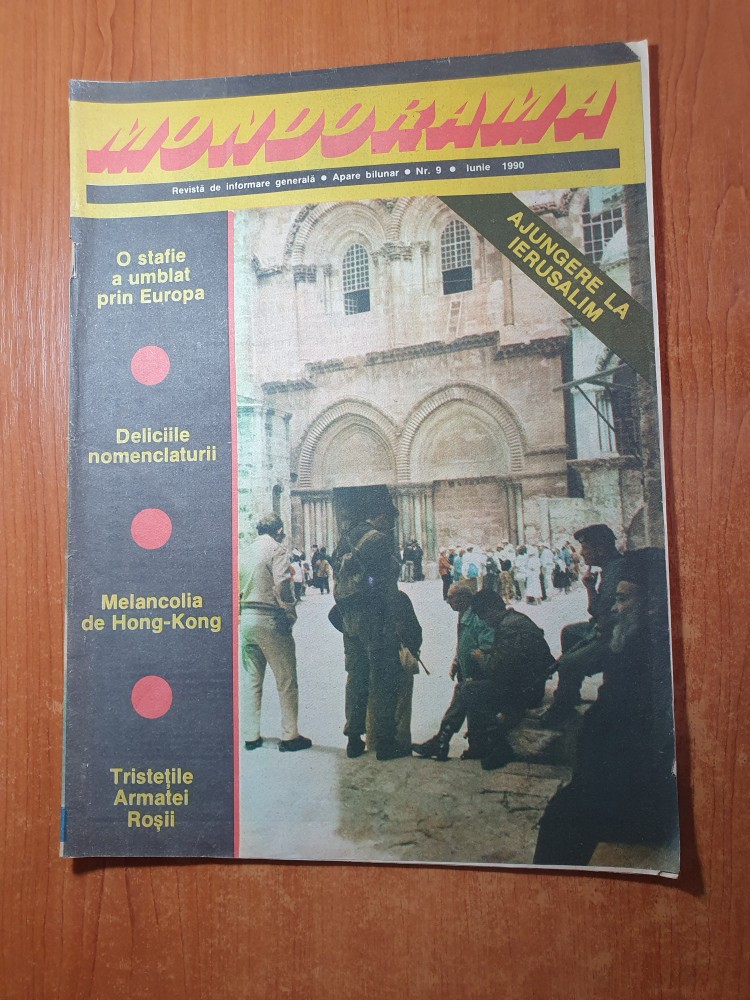 MONDORAMA
Revistă de informare generală • Apare bilunar • Nr. 9 • Iunie 1990
AJUNGERE LA
IERUSALIM
O stafie
a umblat
prin Europa
Deliciile
nomenclaturii
Melancolia
de Hong-Kong
Tristețile
Armatei
Roșii